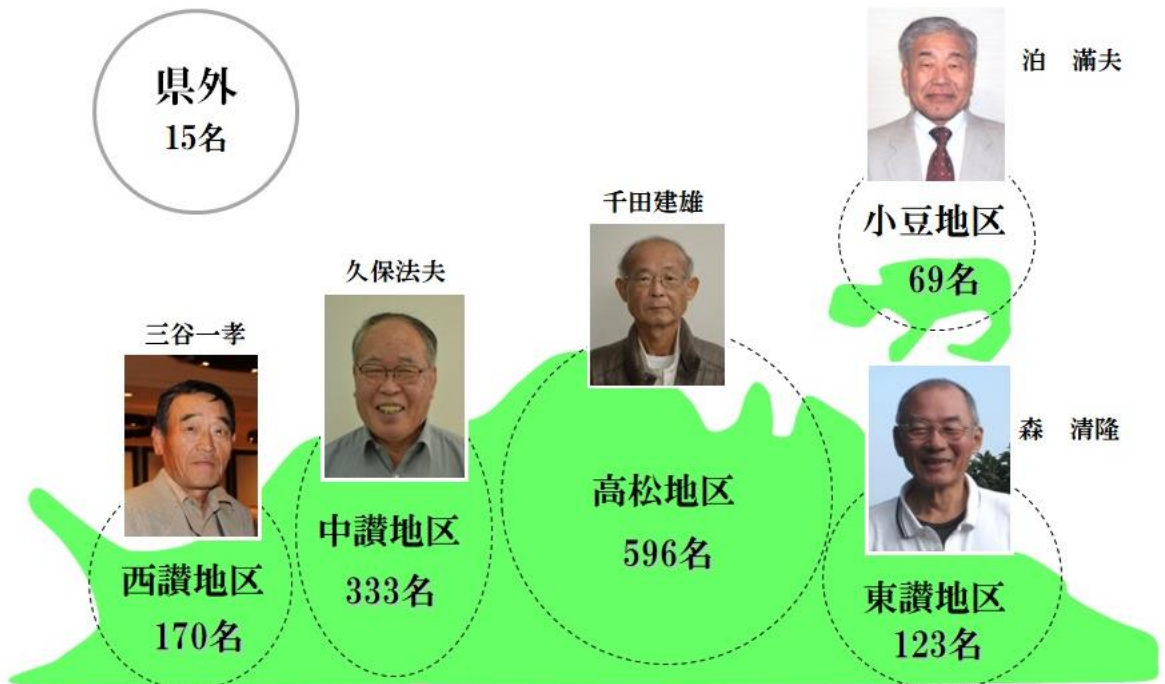 県外
15名
泊　満夫
小豆地区
69名
千田建雄
高松地区
596名
久保法夫
中讃地区
333名
三谷一孝
西讃地区
170名
森　清隆
東讃地区
123名